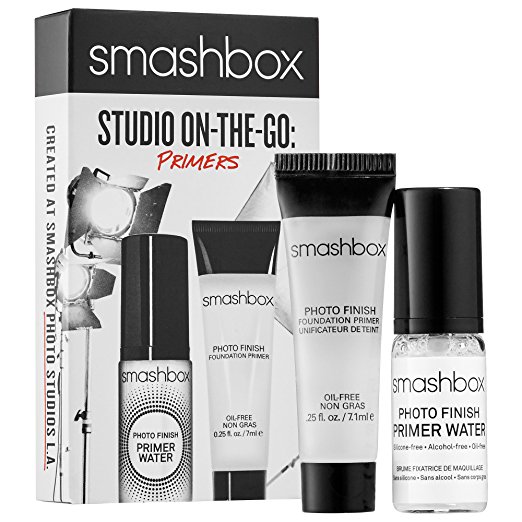 smashbox
STUDIO ON-THE-GO:
PRIMERS
CREATED AT SMASHBOX PHOTO STUDIOS L.A.
smashbox
PHOTO FINISH
PRIMER
WATER
smashbox
PHOTO FINISH
FOUNDATION PRIMER
OIL-FREE
NON GRAS
0.25 fl. oz. / 7ml e
smashbox
PHOTO FINISH
FOUNDATION PRIMER
UNIFICATEUR DE TEINT
OIL-FREE
NON GRAS
.25 fl. oz. / 7.1ml e
smashbox
PHOTO FINISH
PRIMER WATER
Silicone-free • Alcohol-free • Oil-free
BRUME FIXATRICE DE MAQUILLAGE
Sans silicone • Sans alcool • Sans corps gras